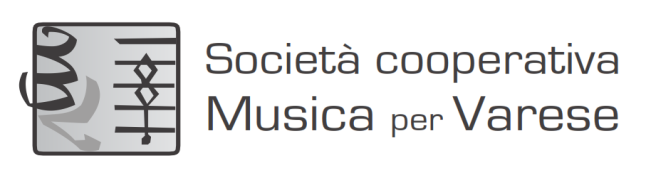 Società cooperativa
Musica per Varese